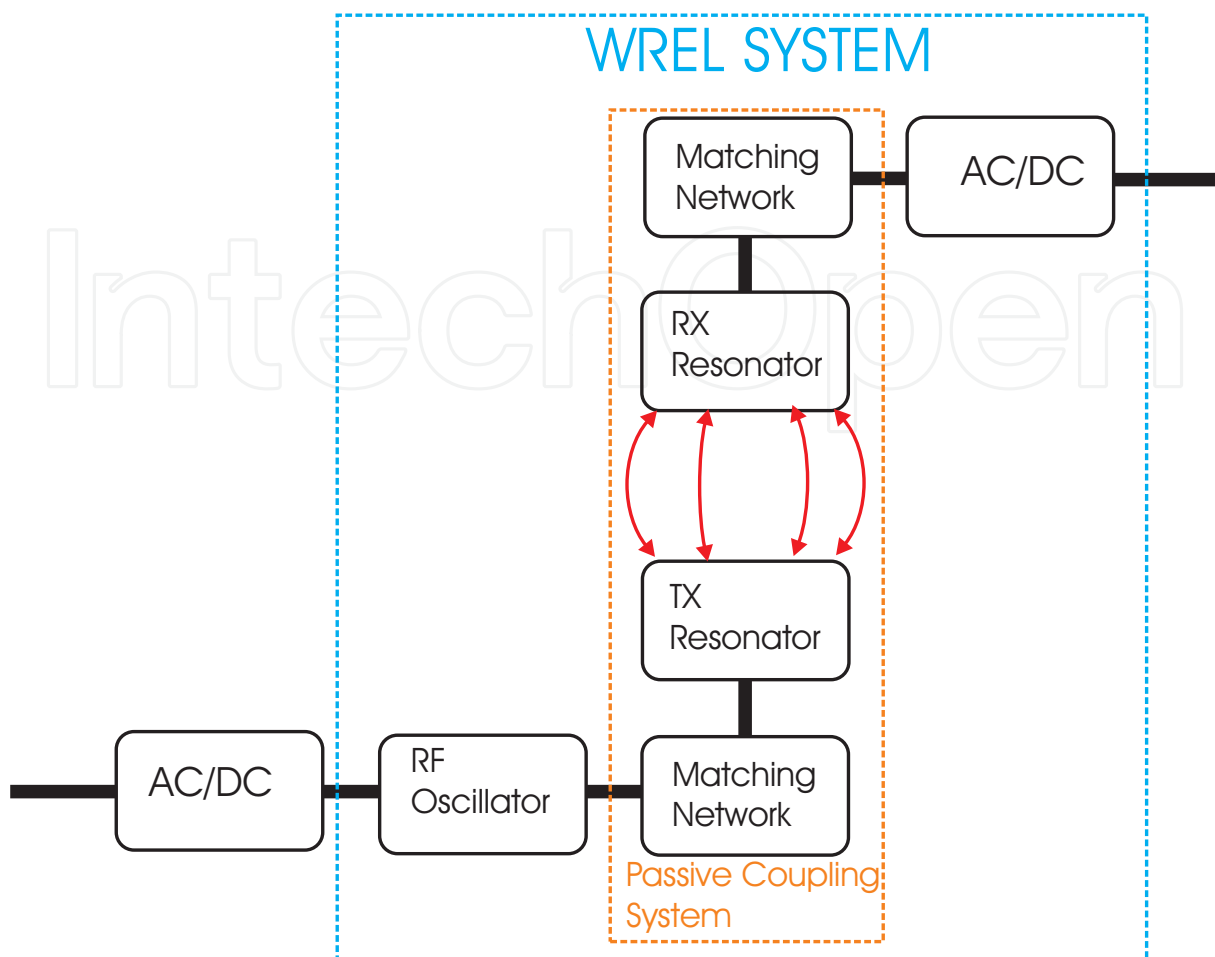 WREL SYSTEM
Matching
Network
AC/DC
IntechOpen
RX
Resonator
TX
Resonator
AC/DC
RF
Oscillator
Matching
Network
Passive Coupling
System